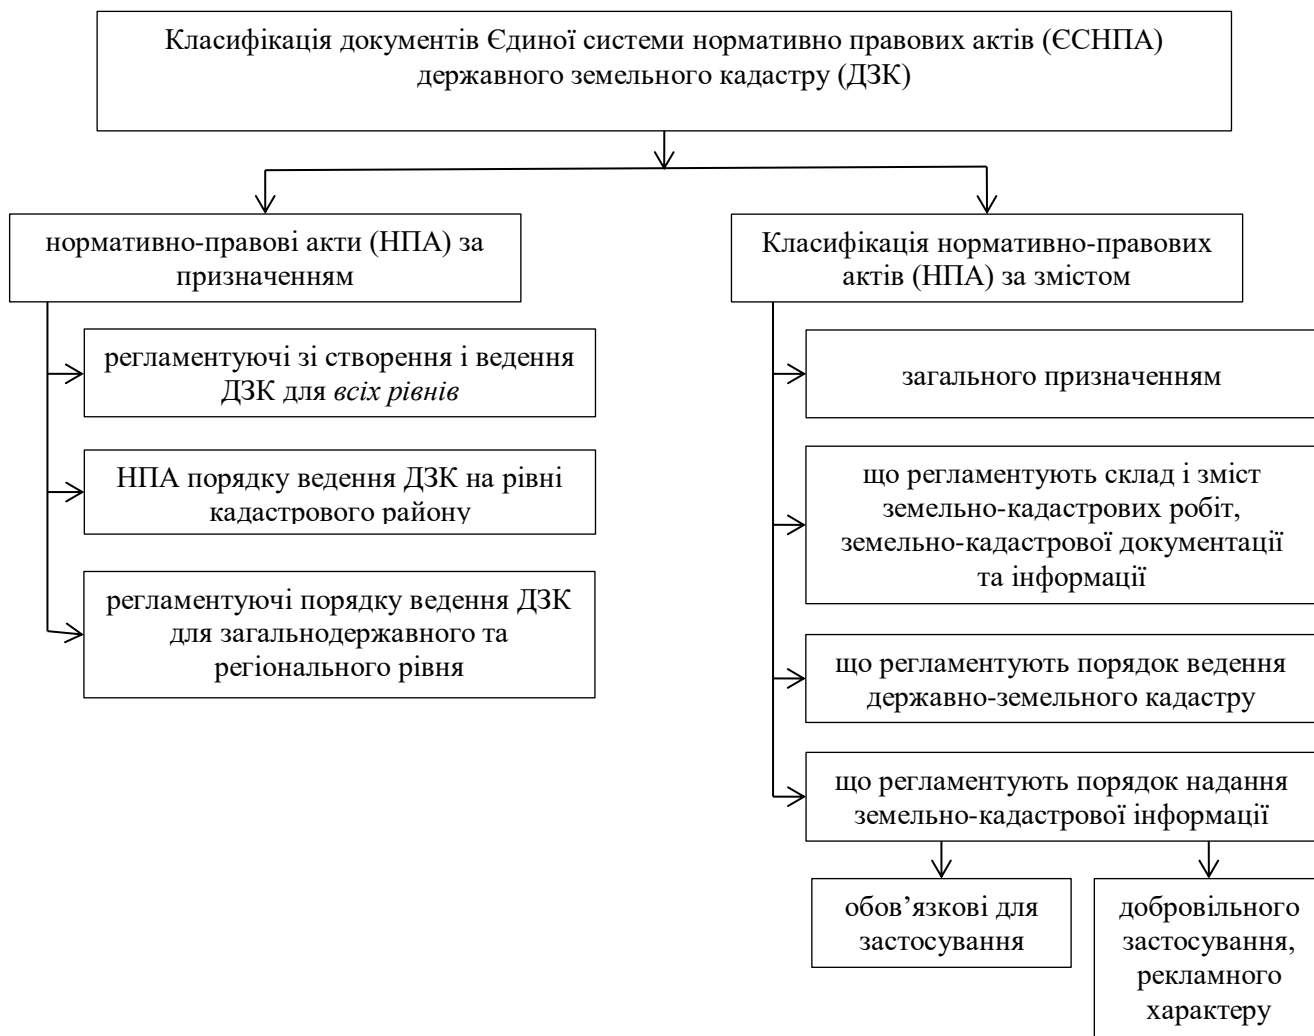 Класифікація документів Єдиної системи нормативно правових актів (ЄСНПА)
державного земельного кадастру (ДЗК)
нормативно-правові акти (НПА) за
призначенням
регламентуючі зі створення і ведення
ДЗК для всіх рівнів
НПА порядку ведення ДЗК на рівні
кадастрового району
регламентуючі порядку ведення ДЗК
для загальнодержавного та
регіонального рівня
Класифікація нормативно-правових
актів (НПА) за змістом
загального призначенням
що регламентують склад і зміст
земельно-кадастрових робіт,
земельно-кадастрової документації
та інформації
що регламентують порядок ведення
державно-земельного кадастру
що регламентують порядок надання
земельно-кадастрової інформації
обов’язкові для
застосування
добровільного
застосування,
рекламного
характеру